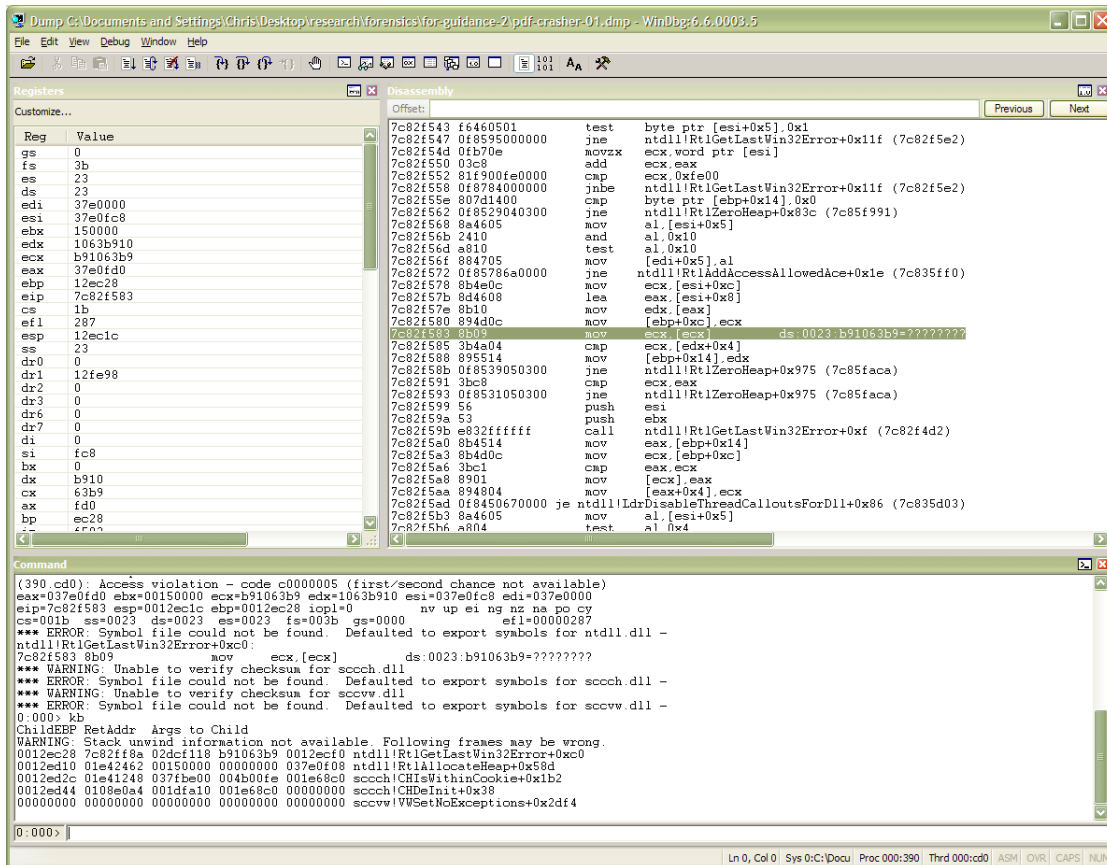 Dump C:\Documents and Settings\Chris\Desktop\research\forensics\for-guidance-2\pdf-crasher-01.dmp - WinDbg:6.6.0003.5
File Edit View Debug Window Help
Registers
Customize...
Reg Value
gs 0
fs 3b
es 23
ds 23
edi 37e0000
esi 37e0fc8
ebx 150000
edx 1063b910
ecx b91063b9
eax 37e0fd0
ebp 12ec28
eip 7c82f583
cs 1b
efl 287
esp 12ec1c
ss 23
dr0 0
dr1 12fe98
dr2 0
dr3 0
dr6 0
dr7 0
di 0
si fc8
bx 0
dx b910
cx 63b9
ax fd0
bp ec28
Disassembly
Offset:
Previous Next
7c82f543 f6460501 test byte ptr [esi+0x5],0x1
7c82f547 0f8595000000 jne ntdll!RtlGetLastWin32Error+0x11f (7c82f5e2)
7c82f54d 0fb70e movzx ecx,word ptr [esi]
7c82f550 03c8 add ecx,eax
7c82f552 81f900fe0000 cmp ecx,0xfe00
7c82f558 0f8784000000 jnbe ntdll!RtlGetLastWin32Error+0x11f (7c82f5e2)
7c82f55e 807d1400 cmp byte ptr [ebp+0x14],0x0
7c82f562 0f8529040300 jne ntdll!RtlZeroHeap+0x83c (7c85f991)
7c82f568 8a4605 mov al,[esi+0x5]
7c82f56b 2410 and al,0x10
7c82f56d a810 test al,0x10
7c82f56f 884705 mov [edi+0x5],al
7c82f572 0f85786a0000 jne ntdll!RtlAddAccessAllowedAce+0x1e (7c835ff0)
7c82f578 8b4e0c mov ecx,[esi+0xc]
7c82f57b 8d4608 lea eax,[esi+0x8]
7c82f57e 8b10 mov edx,[eax]
7c82f580 894d0c mov [ebp+0xc],ecx
7c82f583 8b09 mov ecx,[ecx] ds:0023:b91063b9=????????
7c82f585 3b4a04 cmp ecx,[edx+0x4]
7c82f588 895514 mov [ebp+0x14],edx
7c82f58b 0f8539050300 jne ntdll!RtlZeroHeap+0x975 (7c85faca)
7c82f591 3bc8 cmp ecx,eax
7c82f593 0f8531050300 jne ntdll!RtlZeroHeap+0x975 (7c85faca)
7c82f599 56 push esi
7c82f59a 53 push ebx
7c82f59b e832ffffff call ntdll!RtlGetLastWin32Error+0xf (7c82f4d2)
7c82f5a0 8b4514 mov eax,[ebp+0x14]
7c82f5a3 8b4d0c mov ecx,[ebp+0xc]
7c82f5a6 3bc1 cmp eax,ecx
7c82f5a8 8901 mov [ecx],eax
7c82f5aa 894804 mov [eax+0x4],ecx
7c82f5ad 0f8450670000 je ntdll!LdrDisableThreadCalloutsForDll+0x86 (7c835d03)
7c82f5b3 8a4605 mov al,[esi+0x5]
7c82f5b6 a804 test al,0x4
Command
(390.cd0): Access violation - code c0000005 (first/second chance not available)
eax=037e0fd0 ebx=00150000 ecx=b91063b9 edx=1063b910 esi=037e0fc8 edi=037e0000
eip=7c82f583 esp=0012ec1c ebp=0012ec28 iopl=0 nv up ei ng nz na po cy
cs=001b ss=0023 ds=0023 es=0023 fs=003b gs=0000 efl=00000287
*** ERROR: Symbol file could not be found. Defaulted to export symbols for ntdll.dll -
ntdll!RtlGetLastWin32Error+0xc0:
7c82f583 8b09 mov ecx,[ecx] ds:0023:b91063b9=????????
*** WARNING: Unable to verify checksum for sccch.dll
*** ERROR: Symbol file could not be found. Defaulted to export symbols for sccch.dll -
*** WARNING: Unable to verify checksum for sccvw.dll
*** ERROR: Symbol file could not be found. Defaulted to export symbols for sccvw.dll -
0:000> kb
ChildEBP RetAddr Args to Child
WARNING: Stack unwind information not available. Following frames may be wrong.
0012ec28 7c82ff8a 02dcf118 b91063b9 0012ecf0 ntdll!RtlGetLastWin32Error+0xc0
0012ed10 01e42462 00150000 00000000 037e0f08 ntdll!RtlAllocateHeap+0x58d
0012ed2c 01e41248 037fbe00 004b00fe 001e68c0 sccch!CHIsWithinCookie+0x1b2
0012ed44 0108e0a4 001dfa10 001e68c0 00000000 sccch!CHDeInit+0x38
00000000 00000000 00000000 00000000 00000000 sccvw!VWSetNoExceptions+0x2df4
0:000>
Ln 0, Col 0 Sys 0:C:\Docu Proc 000:390 Thrd 000:cd0 ASM OVR CAPS NUM